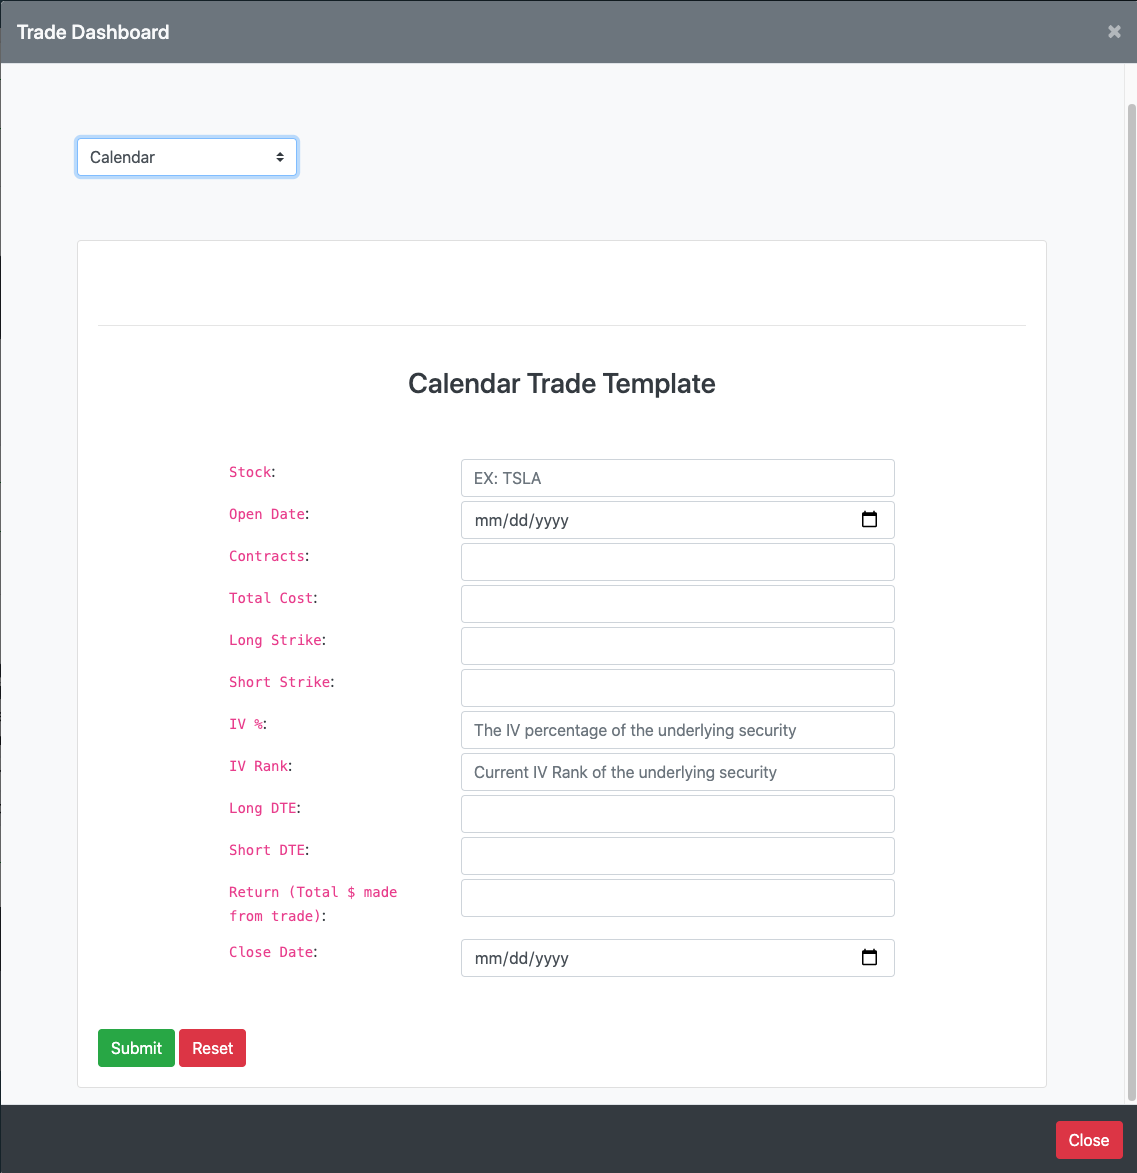 Trade Dashboard
×
Calendar
Calendar Trade Template
Stock: EX: TSLA
Open Date: mm/dd/yyyy
Contracts:
Total Cost:
Long Strike:
Short Strike:
IV %: The IV percentage of the underlying security
IV Rank: Current IV Rank of the underlying security
Long DTE:
Short DTE:
Return (Total $ made
from trade):
Close Date: mm/dd/yyyy
Submit Reset
Close